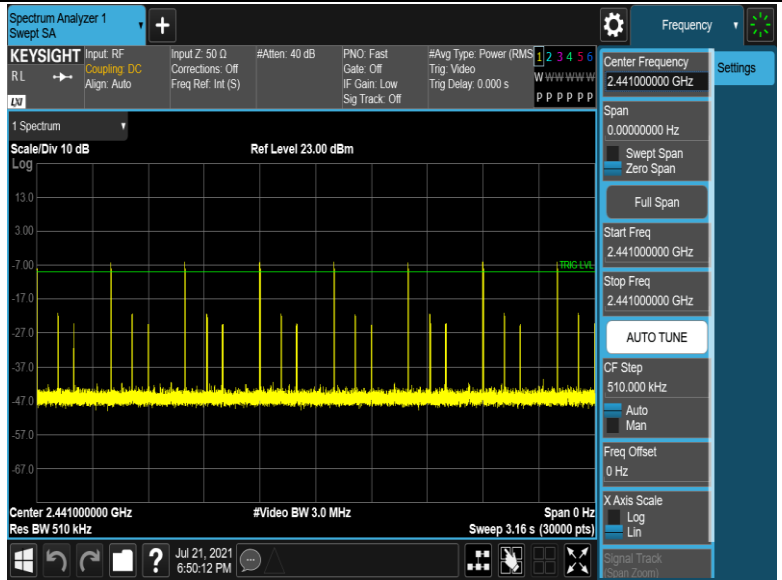 Spectrum Analyzer 1
Swept SA
+
Frequency
KEYSIGHT
RL
LXI
Input: RF
Coupling: DC
Align: Auto
Input Z: 50 Ω
Corrections: Off
Freq Ref: Int (S)
#Atten: 40 dB
PNO: Fast
Gate: Off
IF Gain: Low
Sig Track: Off
#Avg Type: Power (RMS
Trig: Video
Trig Delay: 0.000 s
1 2 3 4 5 6
W W W W W W
P P P P P P
1 Spectrum
Scale/Div 10 dB
Ref Level 23.00 dBm
Log
13.0
3.00
-7.00
TRIG LVL
-17.0
-27.0
-37.0
-47.0
-57.0
-67.0
Center 2.441000000 GHz
#Video BW 3.0 MHz
Span 0 Hz
Res BW 510 kHz
Sweep 3.16 s (30000 pts)
?
Jul 21, 2021
6:50:12 PM
Center Frequency
2.441000000 GHz
Settings
Span
0.00000000 Hz
Swept Span
Zero Span
Full Span
Start Freq
2.441000000 GHz
Stop Freq
2.441000000 GHz
AUTO TUNE
CF Step
510.000 kHz
Auto
Man
Freq Offset
0 Hz
X Axis Scale
Log
Lin
Signal Track
(Span Zoom)